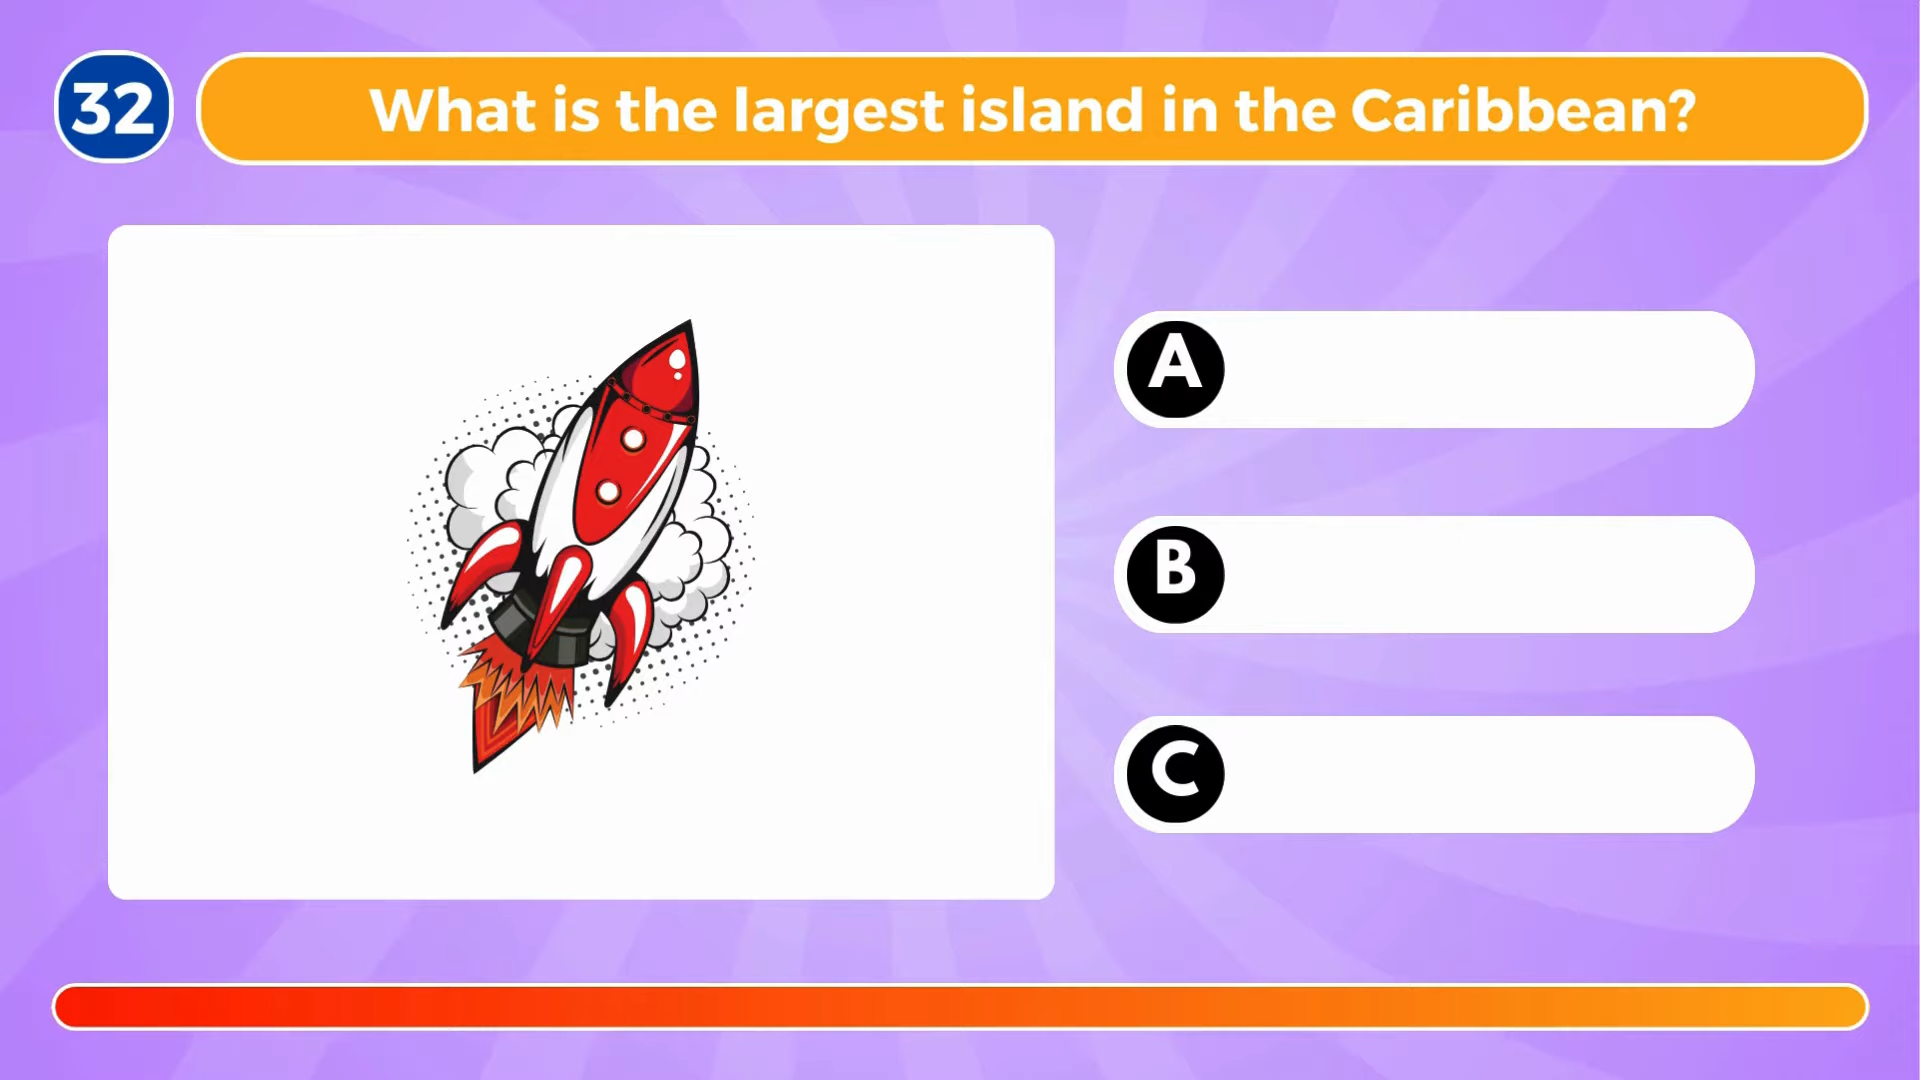 32
What is the largest island in the Caribbean?
A
B
C